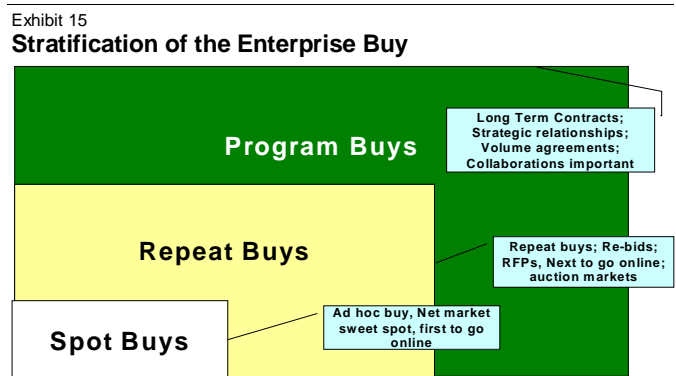 Exhibit 15
Stratification of the Enterprise Buy
Program Buys
Long Term Contracts;
Strategic relationships;
Volume agreements;
Collaborations important
Repeat Buys
Repeat buys; Re-bids;
RFPs, Next to go online;
auction markets
Spot Buys
Ad hoc buy, Net market
sweet spot, first to go
online